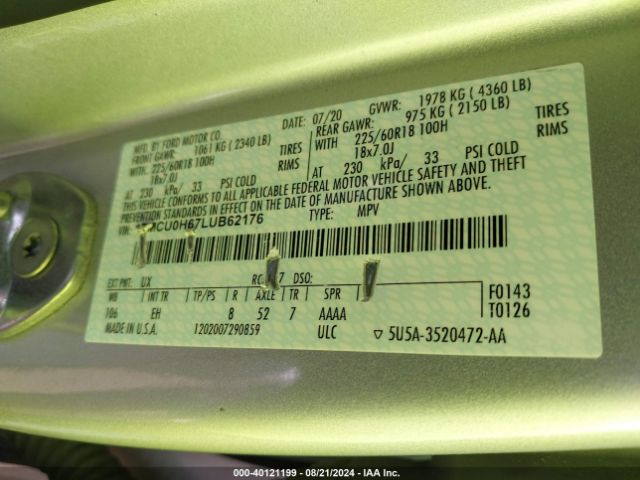 MFD. BY FORD MOTOR CO.
DATE: 07/20 GVWR: 1978 KG ( 4360 LB)
FRONT GAWR: 1061 KG ( 2340 LB) REAR GAWR: 975 KG ( 2150 LB)
WITH 225/60R18 100H TIRES WITH 225/60R18 100H TIRES
18x7.0J RIMS 18x7.0J RIMS
AT 230 kPa/ 33 PSI COLD AT 230 kPa/ 33 PSI COLD
THIS VEHICLE CONFORMS TO ALL APPLICABLE FEDERAL MOTOR VEHICLE SAFETY AND THEFT
PREVENTION STANDARDS IN EFFECT ON THE DATE OF MANUFACTURE SHOWN ABOVE.
CU0H67LUB62176 TYPE: MPV
EXT PNT: UX 7 DSO:
WB INT TR TP/PS R AXLE TR SPR F0143
106 EH 8 52 7 AAAA T0126
MADE IN U.S.A. 1202007290859 ULC ▽ 5U5A-3520472-AA
000-40121199 - 08/21/2024 - IAA Inc.